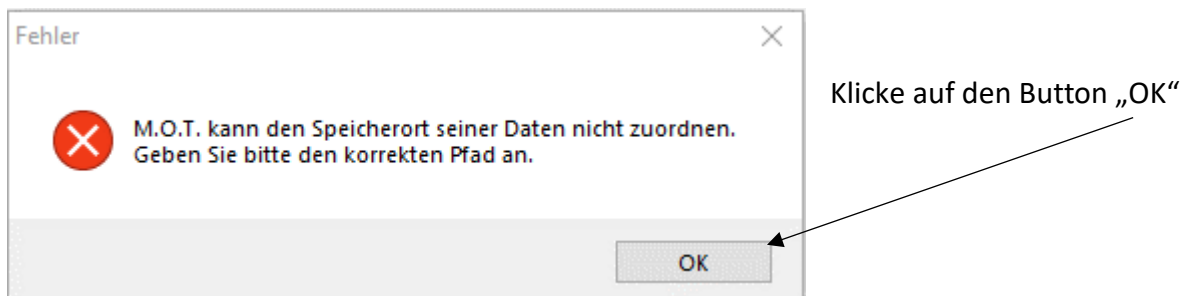 Fehler
M.O.T. kann den Speicherort seiner Daten nicht zuordnen.
Geben Sie bitte den korrekten Pfad an.
OK
Klicke auf den Button „OK“